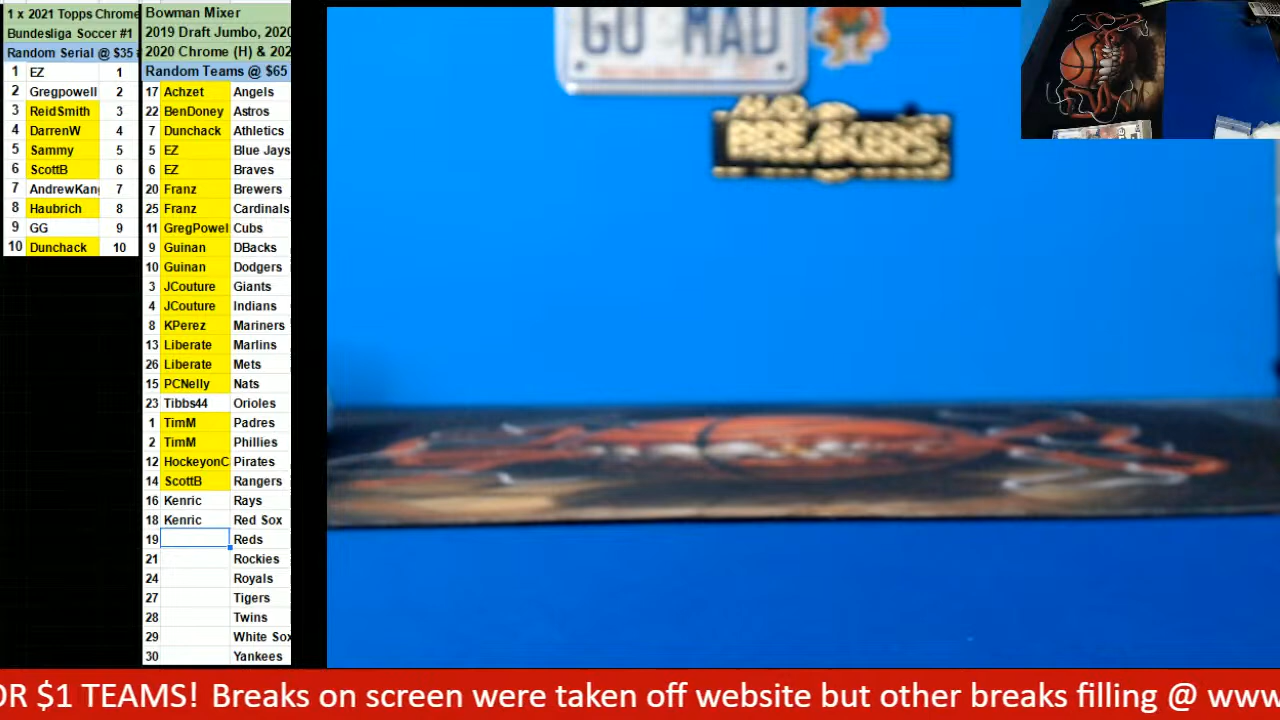 1 x 2021 Topps Chrome
Bundesliga Soccer #1
Random Serial @ $35
1 EZ 1
2 Gregpowell 2
3 ReidSmith 3
4 DarrenW 4
5 Sammy 5
6 ScottB 6
7 AndrewKang 7
8 Haubrich 8
9 GG 9
10 Dunchack 10
Bowman Mixer
2019 Draft Jumbo, 2020
2020 Chrome (H) & 202
Random Teams @ $65
17 Achzet Angels
22 BenDoney Astros
7 Dunchack Athletics
5 EZ Blue Jays
6 EZ Braves
20 Franz Brewers
25 Franz Cardinals
11 GregPowel Cubs
9 Guinan DBacks
10 Guinan Dodgers
3 JCouture Giants
4 JCouture Indians
8 KPerez Mariners
13 Liberate Marlins
26 Liberate Mets
15 PCNelly Nats
23 Tibbs44 Orioles
1 TimM Padres
2 TimM Phillies
12 HockeyonC Pirates
14 ScottB Rangers
16 Kenric Rays
18 Kenric Red Sox
19 Reds
21 Rockies
24 Royals
27 Tigers
28 Twins
29 White Sox
30 Yankees
GO MAD
BREAKERS
OR $1 TEAMS! Breaks on screen were taken off website but other breaks filling @ www